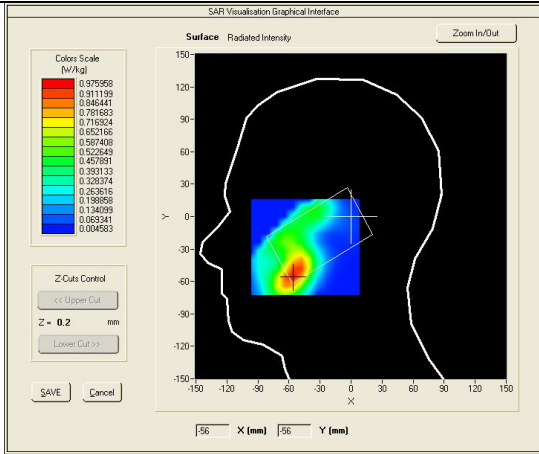 SAR Visualisation Graphical Interface
Surface Radiated Intensity
Zoom In/Out
Colors Scale
(W/kg)
0.975958
0.911199
0.846441
0.781683
0.716924
0.652166
0.587408
0.522649
0.457891
0.393133
0.328374
0.263616
0.198858
0.134099
0.069341
0.004583
Z-Cuts Control
<< Upper Cut
Z = 0.2 mm
Lower Cut >>
SAVE Cancel
150
120
90
60
30
0
-30
-60
-90
-120
-150
Y
-150 -120 -90 -60 -30 0 30 60 90 120 150
X
-56 X (mm) -56 Y (mm)